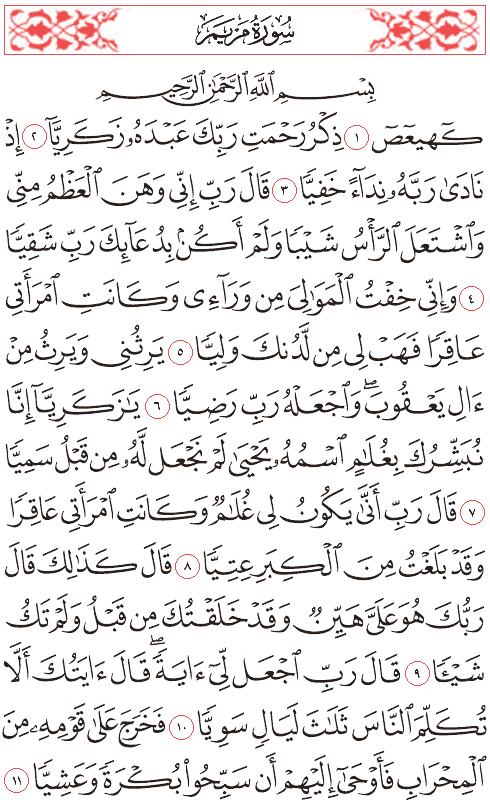 سُورَةُ مَرْيَمَ
بِسْمِ ٱللَّهِ ٱلرَّحْمَٰنِ ٱلرَّحِيمِ
كٓهيعٓصٓ ١ ذِكْرُ رَحْمَتِ رَبِّكَ عَبْدَهُۥ زَكَرِيَّآ ٢ إِذْ
نَادَىٰ رَبَّهُۥ نِدَآءً خَفِيًّا ٣ قَالَ رَبِّ إِنِّى وَهَنَ ٱلْعَظْمُ مِنِّى
وَٱشْتَعَلَ ٱلرَّأْسُ شَيْبًا وَلَمْ أَكُنۢ بِدُعَآئِكَ رَبِّ شَقِيًّا
٤ وَإِنِّى خِفْتُ ٱلْمَوَٰلِىَ مِن وَرَآءِى وَكَانَتِ ٱمْرَأَتِى
عَاقِرًا فَهَبْ لِى مِن لَّدُنكَ وَلِيًّا ٥ يَرِثُنِى وَيَرِثُ مِنْ
ءَالِ يَعْقُوبَ ۖ وَٱجْعَلْهُ رَبِّ رَضِيًّا ٦ يَٰزَكَرِيَّآ إِنَّا
نُبَشِّرُكَ بِغُلَٰمٍ ٱسْمُهُۥ يَحْيَىٰ لَمْ نَجْعَل لَّهُۥ مِن قَبْلُ سَمِيًّا
٧ قَالَ رَبِّ أَنَّىٰ يَكُونُ لِى غُلَٰمٌ وَكَانَتِ ٱمْرَأَتِى عَاقِرًا
وَقَدْ بَلَغْتُ مِنَ ٱلْكِبَرِ عِتِيًّا ٨ قَالَ كَذَٰلِكَ قَالَ
رَبُّكَ هُوَ عَلَىَّ هَيِّنٌ وَقَدْ خَلَقْتُكَ مِن قَبْلُ وَلَمْ تَكُ
شَيْـًٔا ٩ قَالَ رَبِّ ٱجْعَل لِّىٓ ءَايَةً ۚ قَالَ ءَايَتُكَ أَلَّا
تُكَلِّمَ ٱلنَّاسَ ثَلَٰثَ لَيَالٍ سَوِيًّا ١٠ فَخَرَجَ عَلَىٰ قَوْمِهِۦ مِنَ
ٱلْمِحْرَابِ فَأَوْحَىٰٓ إِلَيْهِمْ أَن سَبِّحُوا۟ بُكْرَةً وَعَشِيًّا ١١